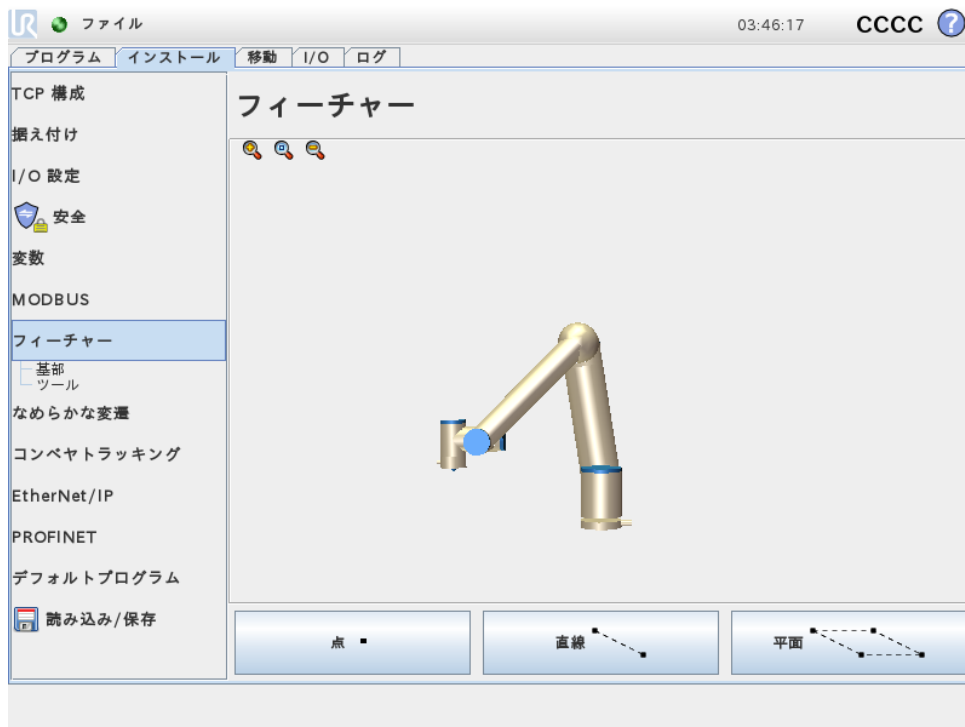 UR ファイル 03:46:17 CCCC ?
プログラム インストール 移動 I/O ログ
TCP 構成
フィーチャー
据え付け
I/O 設定
安全
変数
MODBUS
フィーチャー
基部
ツール
なめらかな変遷
コンベヤトラッキング
EtherNet/IP
PROFINET
デフォルトプログラム
読み込み/保存
点 直線 平面